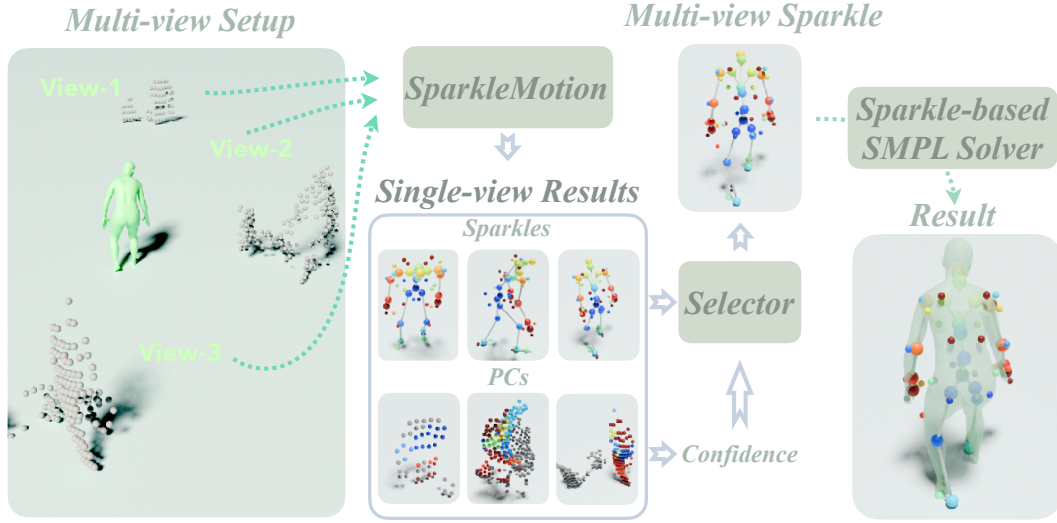 Multi-view Setup
Multi-view Sparkle
View-1
View-2
View-3
SparkleMotion
Single-view Results
Sparkles
PCs
Selector
Confidence
Sparkle-based
SMPL Solver
Result